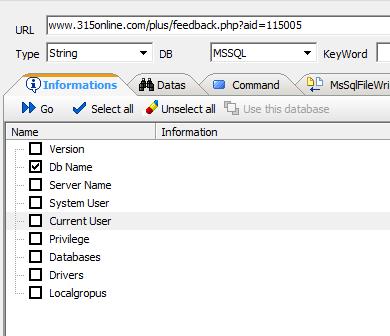 URL www.315online.com/plus/feedback.php?aid=115005
Type String DB MSSQL KeyWord
Informations Datas Command MsSqlFileWri
Go Select all Unselect all Use this database
Name Information
Version
Db Name
Server Name
System User
Current User
Privilege
Databases
Drivers
Localgropus